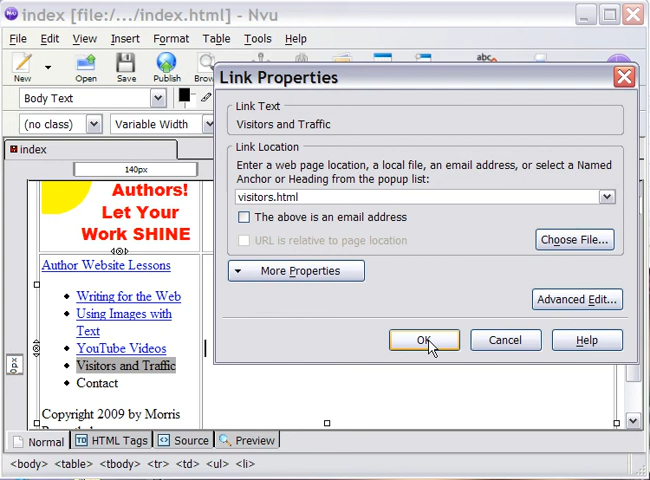 index [file:/.../index.html] - Nvu
File Edit View Insert Format Table Tools Help
New Open Save Publish
Body Text
(no class) Variable Width
index
140px
Authors!
Let Your
Work SHINE
Author Website Lessons
Writing for the Web
Using Images with
Text
YouTube Videos
Visitors and Traffic
Contact
Copyright 2009 by Morris
Link Properties
Link Text
Visitors and Traffic
Link Location
Enter a web page location, a local file, an email address, or select a Named
Anchor or Heading from the popup list:
visitors.html
The above is an email address
URL is relative to page location
Choose File...
More Properties
Advanced Edit...
OK Cancel Help
Normal TD HTML Tags Source Preview
<body> <table> <tbody> <tr> <td> <ul> <li>